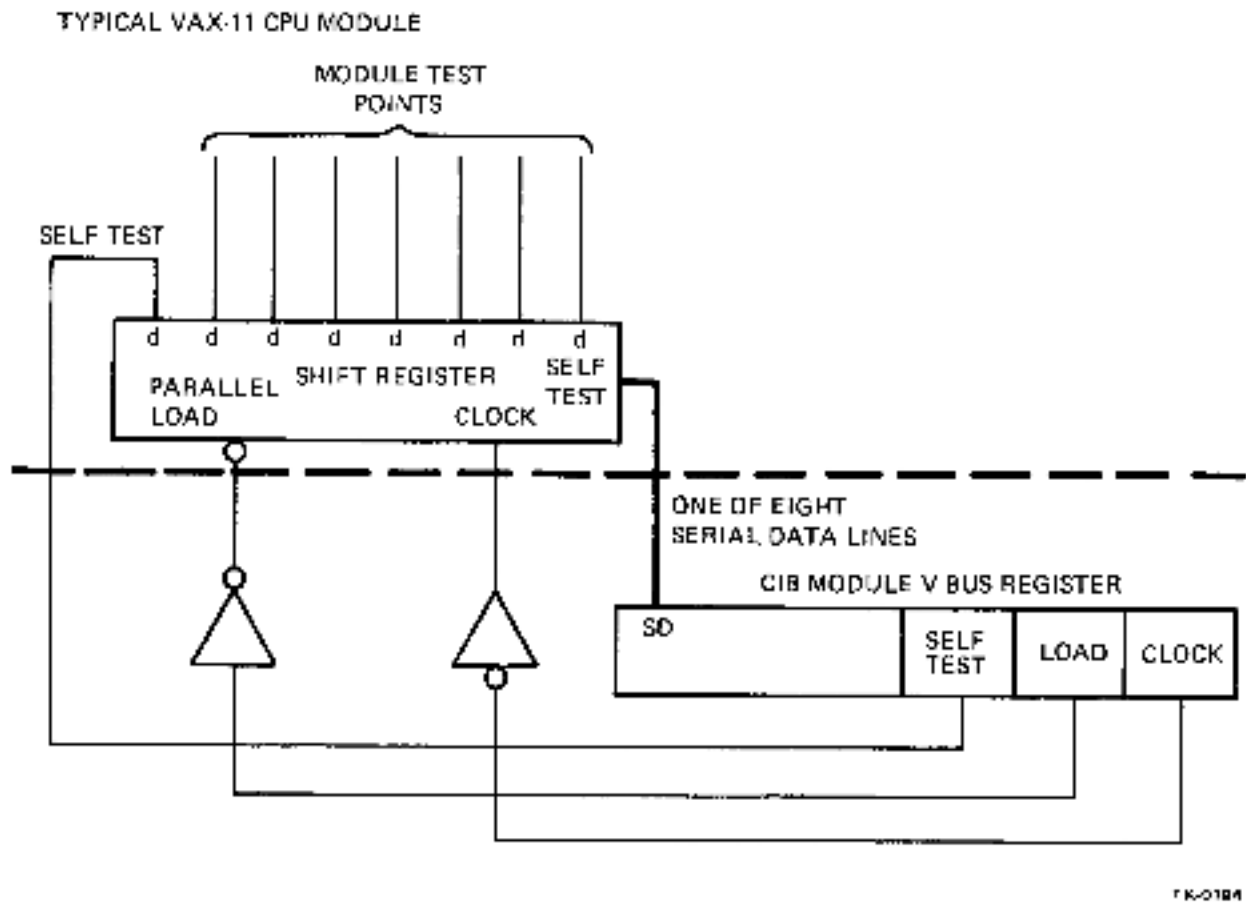 TYPICAL VAX-11 CPU MODULE
MODULE TEST
POINTS
SELF TEST
d d d d d d d d
SHIFT REGISTER
SELF
TEST
PARALLEL
LOAD
CLOCK
ONE OF EIGHT
SERIAL DATA LINES
CIB MODULE V BUS REGISTER
SD
SELF
TEST
LOAD
CLOCK